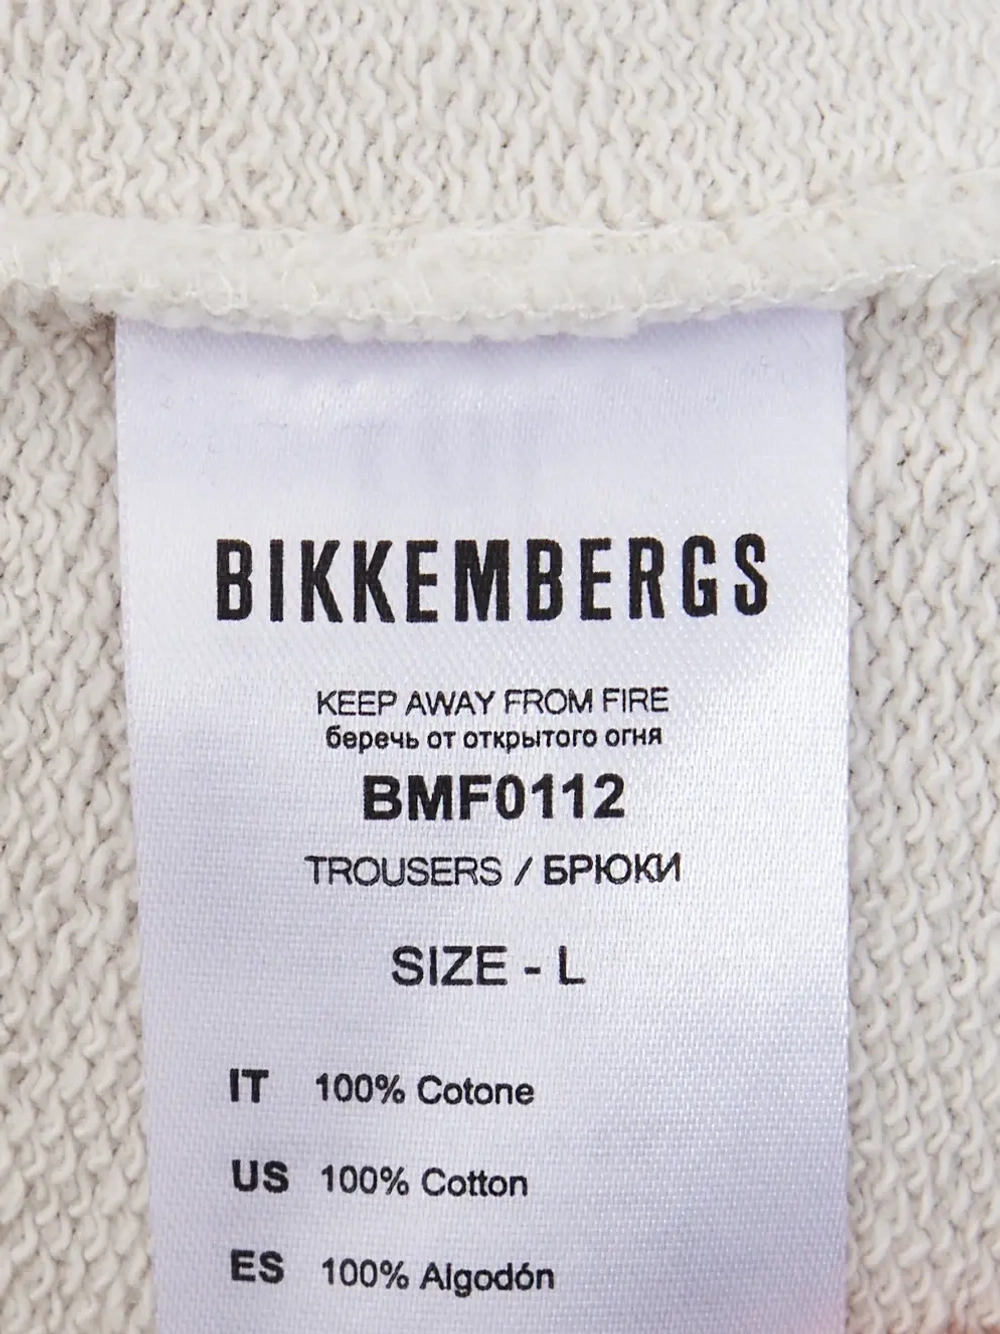 BIKKEMBERGS
KEEP AWAY FROM FIRE
беречь от открытого огня
BMF0112
TROUSERS / БРЮКИ
SIZE - L
IT 100% Cotone
US 100% Cotton
ES 100% Algodón